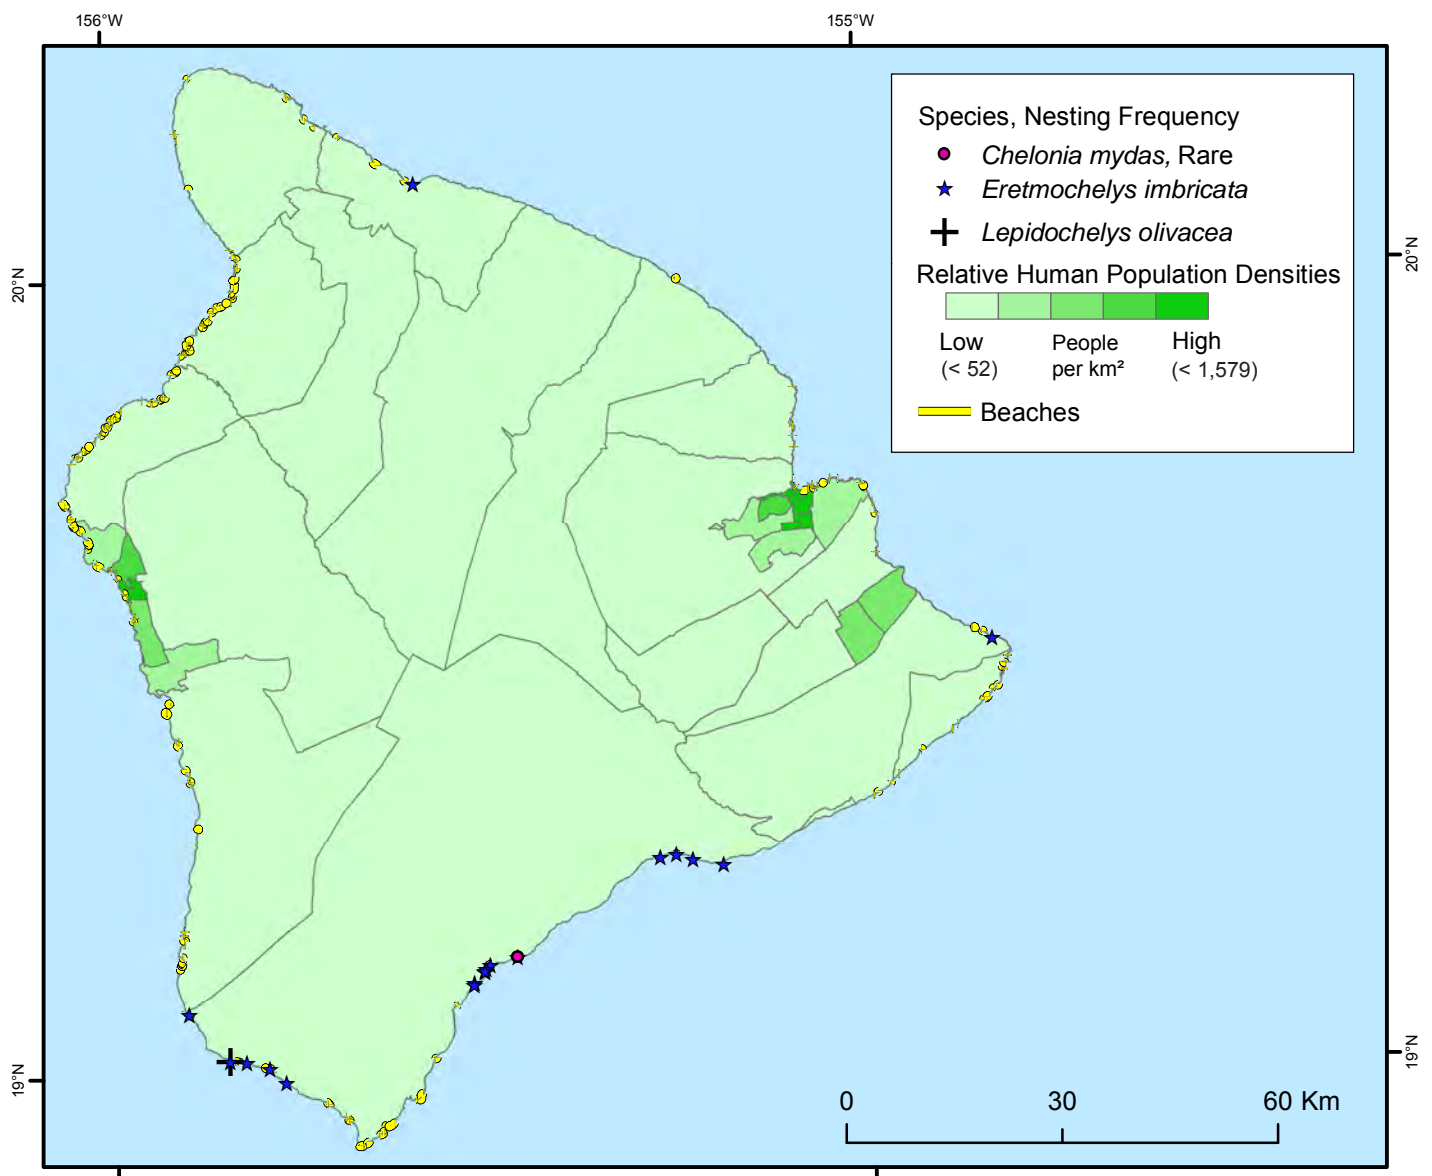 156°W
155°W
Species, Nesting Frequency
Chelonia mydas, Rare
Eretmochelys imbricata
Lepidochelys olivacea
Relative Human Population Densities
Low People High
(< 52) per km² (< 1,579)
Beaches
20°N
20°N
19°N
19°N
0 30 60 Km